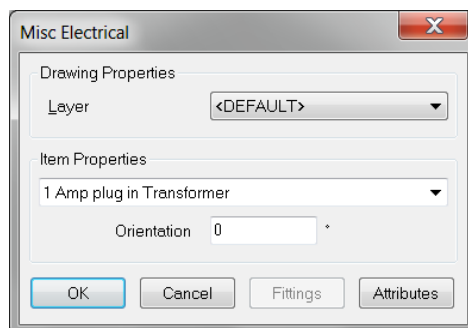 Misc Electrical
Drawing Properties
Layer <DEFAULT>
Item Properties
1 Amp plug in Transformer
Orientation 0 °
OK Cancel Fittings Attributes